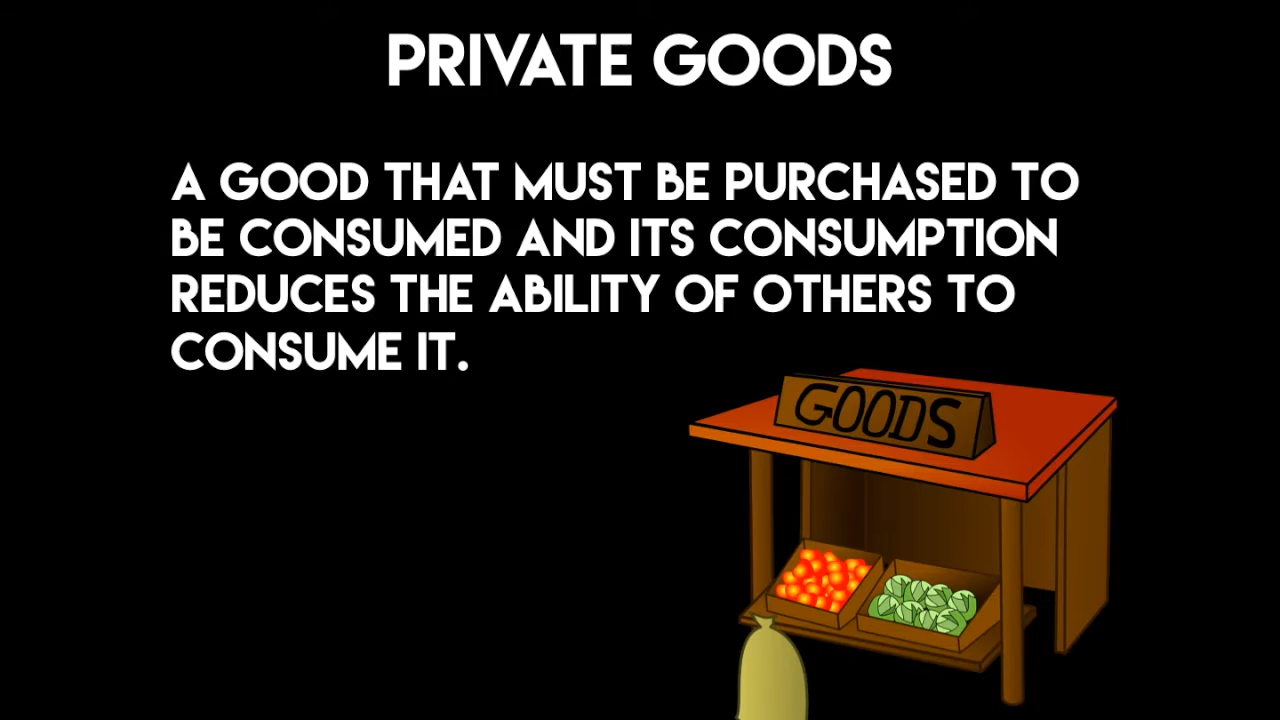 PRIVATE GOODS
A GOOD THAT MUST BE PURCHASED TO
BE CONSUMED AND ITS CONSUMPTION
REDUCES THE ABILITY OF OTHERS TO
CONSUME IT.
GOODS